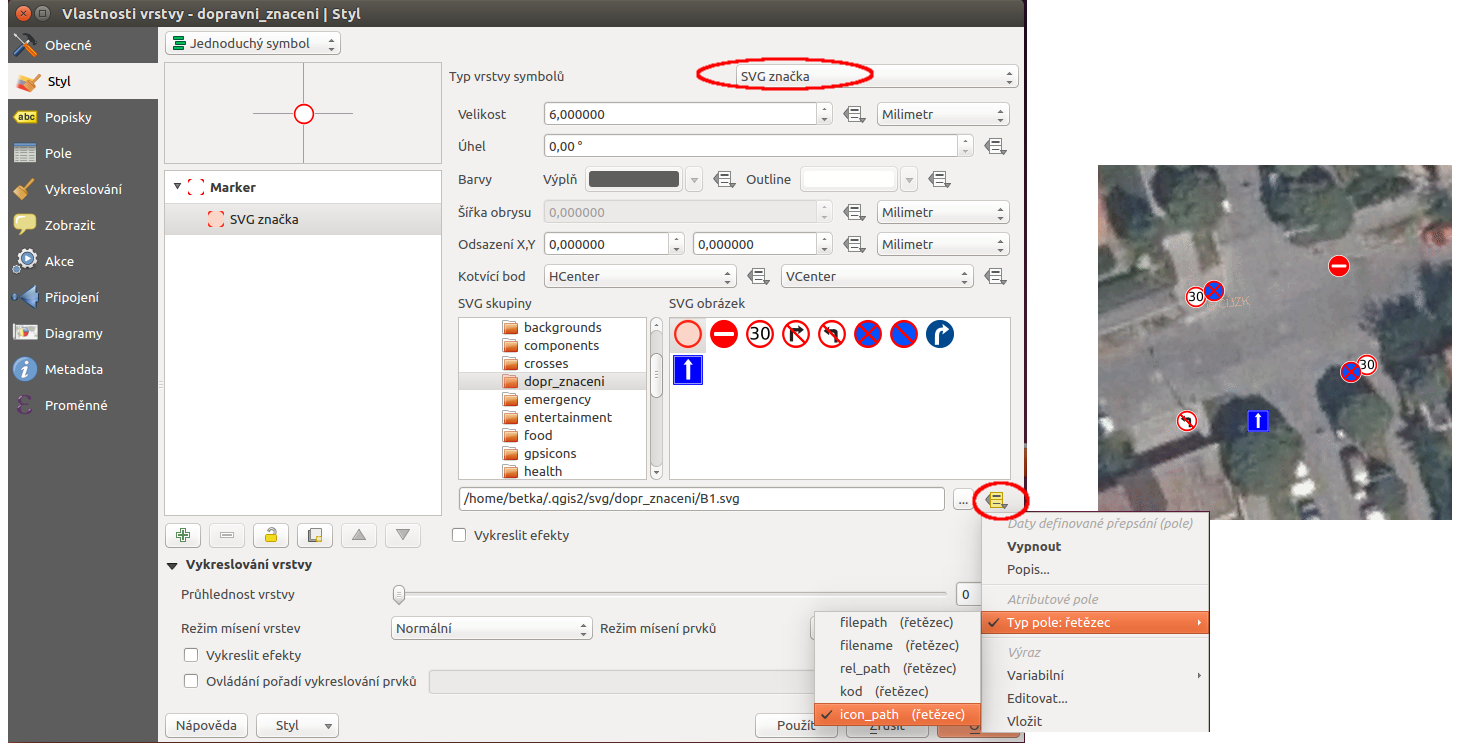 Vlastnosti vrstvy - dopravni_znaceni | Styl
Obecné
Styl
Popisky
Pole
Vykreslování
Zobrazit
Akce
Připojení
Diagramy
Metadata
Proměnné
abc
Jednoduchý symbol
Marker
SVG značka
Typ vrstvy symbolů SVG značka
Velikost 6,000000 Milimetr
Úhel 0,00 °
Barvy Výplň Outline
Šířka obrysu 0,000000 Milimetr
Odsazení X,Y 0,000000 0,000000 Milimetr
Kotvící bod HCenter VCenter
SVG skupiny SVG obrázek
backgrounds
components
crosses
dopr_znaceni
emergency
entertainment
food
gpsicons
health
30
/home/betka/.qgis2/svg/dopr_znaceni/B1.svg ...
Vykreslit efekty
Vykreslování vrstvy
Průhlednost vrstvy 0
Režim mísení vrstev Normální Režim mísení prvků
Vykreslit efekty
Ovládání pořadí vykreslování prvků
Nápověda Styl Použít Zrušit
Daty definované přepsání (pole)
Vypnout
Popis...
Atributové pole
Typ pole: řetězec
Výraz
Variabilní
Editovat...
Vložit
filepath (řetězec)
filename (řetězec)
rel_path (řetězec)
kod (řetězec)
icon_path (řetězec)
30
30